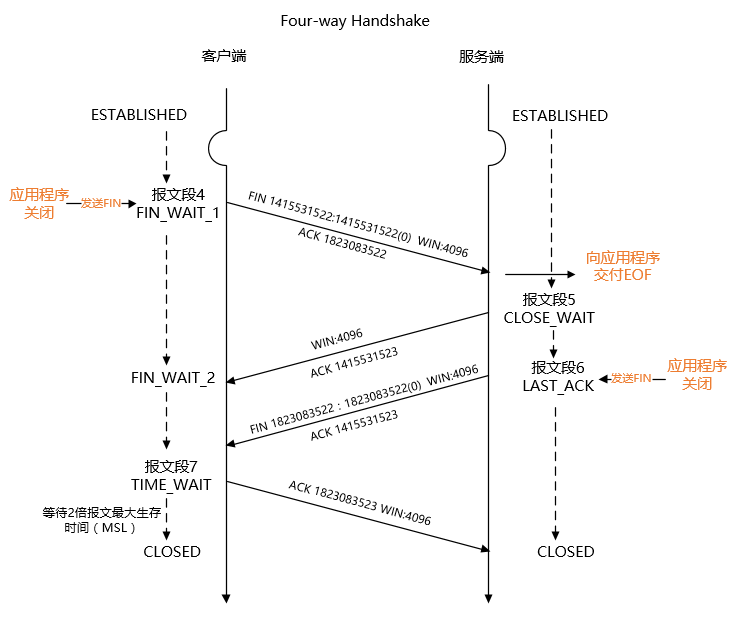 Four-way Handshake
客户端
服务端
ESTABLISHED
ESTABLISHED
应用程序
关闭
发送FIN
报文段4
FIN_WAIT_1
FIN 1415531522:1415531522(0) WIN:4096
ACK 1823083522
向应用程序
交付EOF
报文段5
CLOSE_WAIT
WIN:4096
ACK 1415531523
FIN_WAIT_2
报文段6
LAST_ACK
发送FIN
应用程序
关闭
FIN 1823083522：1823083522(0) WIN:4096
ACK 1415531523
报文段7
TIME_WAIT
ACK 1823083523 WIN:4096
等待2倍报文最大生存
时间（MSL）
CLOSED
CLOSED